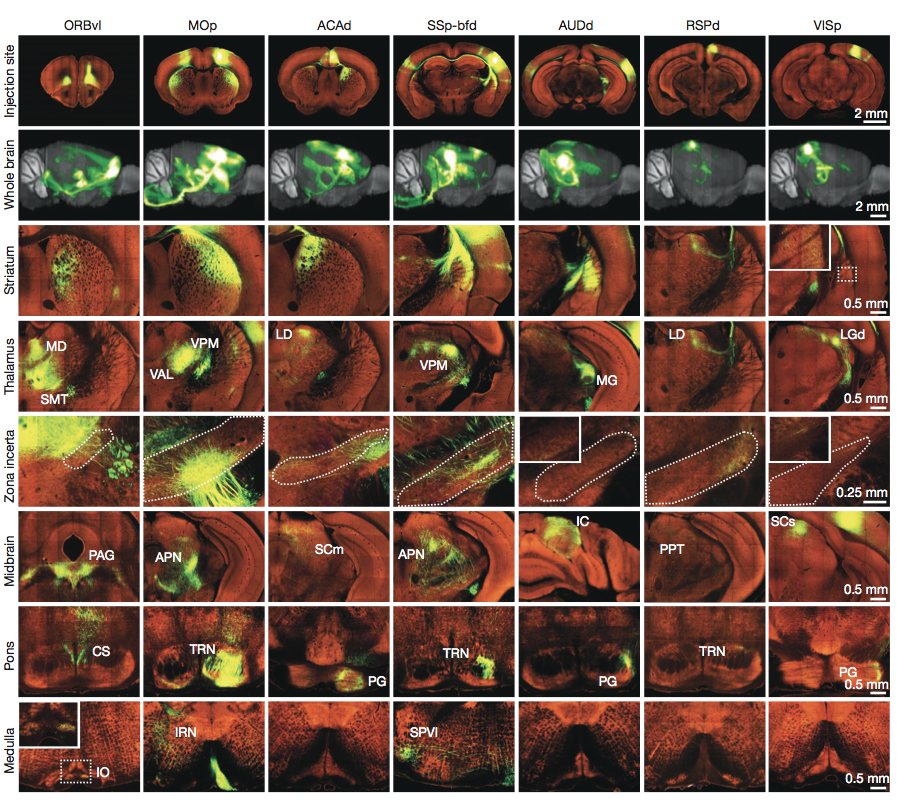 ORBvl MOp ACAd SSp-bfd AUDd RSPd VISp
Injection site
2 mm
Whole brain
2 mm
Striatum
0.5 mm
Thalamus
MD
SMT
VPM
VAL
LD
VPM
MG
LD
LGd
0.5 mm
Zona incerta
0.25 mm
Midbrain
PAG
APN
SCm
APN
IC
PPT
SCs
0.5 mm
Pons
CS
TRN
PG
TRN
PG
TRN
PG
0.5 mm
Medulla
IO
IRN
SPVI
0.5 mm